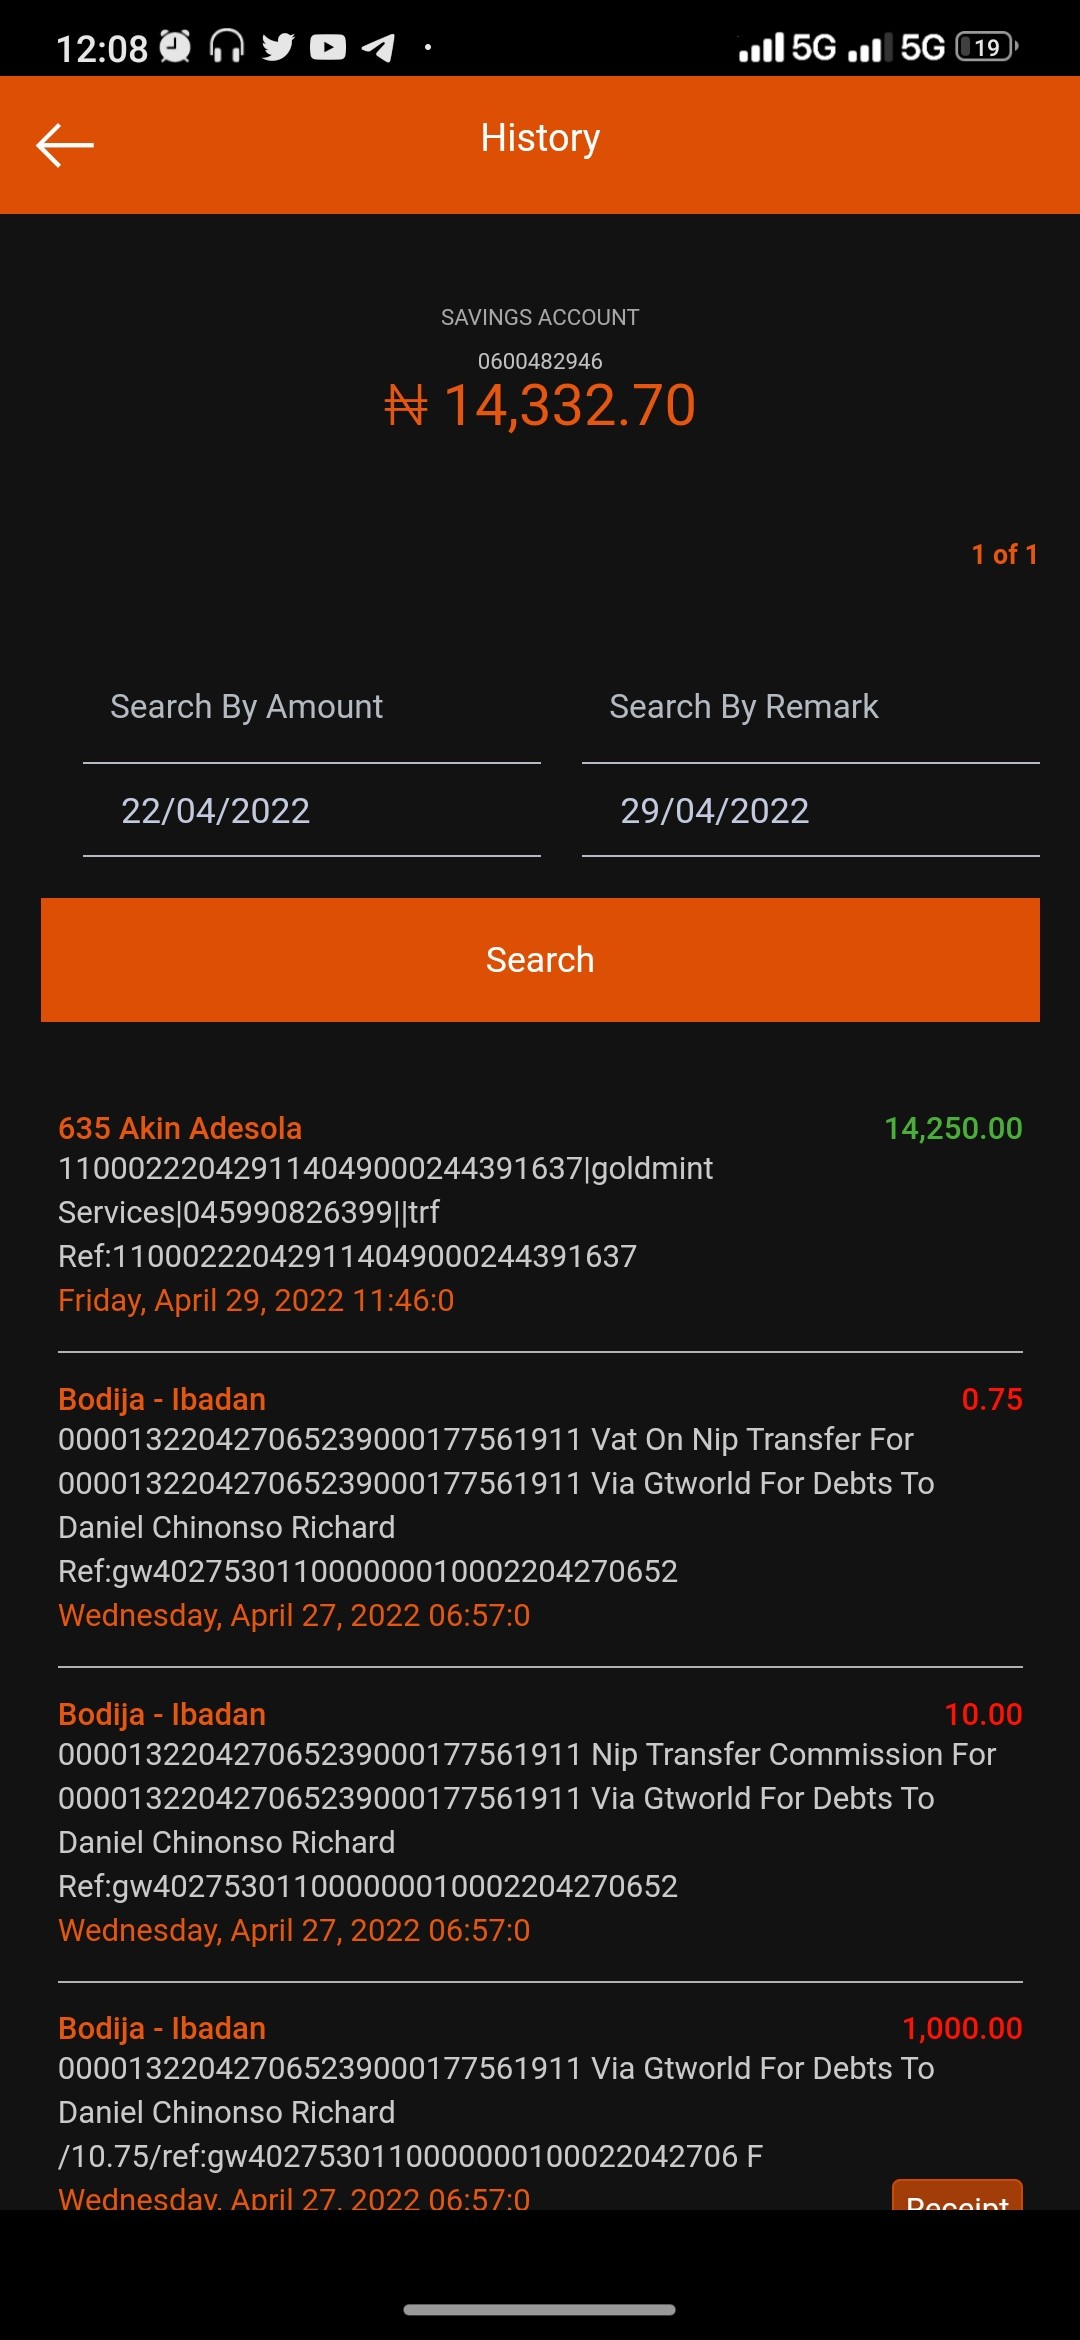 12:08 5G 5G 19
History
SAVINGS ACCOUNT
0600482946
₦ 14,332.70
1 of 1
Search By Amount Search By Remark
22/04/2022 29/04/2022
Search
635 Akin Adesola 14,250.00
110002220429114049000244391637|goldmint
Services|045990826399||trf
Ref:110002220429114049000244391637
Friday, April 29, 2022 11:46:0
Bodija - Ibadan 0.75
000013220427065239000177561911 Vat On Nip Transfer For
000013220427065239000177561911 Via Gtworld For Debts To
Daniel Chinonso Richard
Ref:gw40275301100000010002204270652
Wednesday, April 27, 2022 06:57:0
Bodija - Ibadan 10.00
000013220427065239000177561911 Nip Transfer Commission For
000013220427065239000177561911 Via Gtworld For Debts To
Daniel Chinonso Richard
Ref:gw40275301100000010002204270652
Wednesday, April 27, 2022 06:57:0
Bodija - Ibadan 1,000.00
000013220427065239000177561911 Via Gtworld For Debts To
Daniel Chinonso Richard
/10.75/ref:gw4027530110000000100022042706 F
Wednesday, April 27, 2022 06:57:0 Receipt